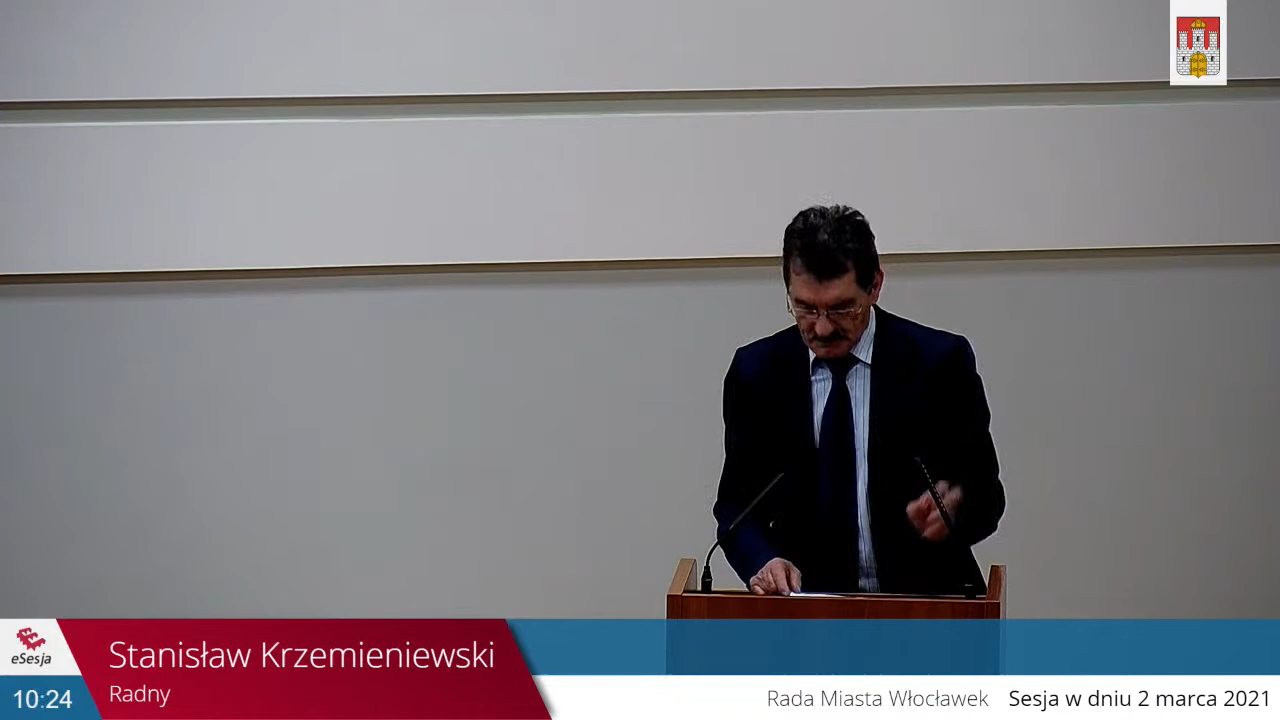 Stanisław Krzemieniewski
Radny
eSesja
10:24
Rada Miasta Włocławek Sesja w dniu 2 marca 2021